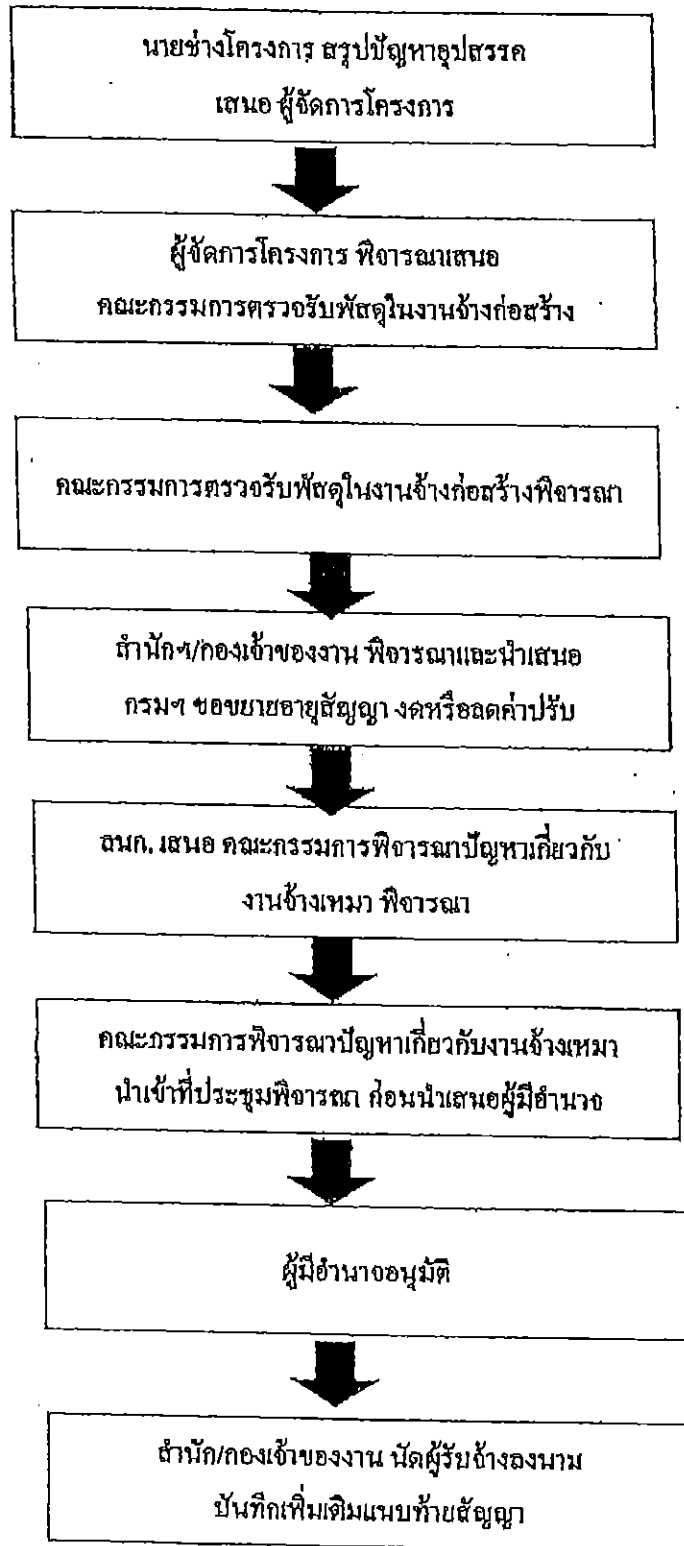 นายช่างโครงการ สรุปปัญหาอุปสรรค
เสนอ ผู้จัดการโครงการ
ผู้จัดการโครงการ พิจารณาเสนอ
คณะกรรมการตรวจรับพัสดุในงานจ้างก่อสร้าง
คณะกรรมการตรวจรับพัสดุในงานจ้างก่อสร้างพิจารณา
สำนักฯ/กองเจ้าของงาน พิจารณาและนำเสนอ
กรมฯ ขอขยายอายุสัญญา งดหรือลดค่าปรับ
สนก. เสนอ คณะกรรมการพิจารณาปัญหาเกี่ยวกับ
งานจ้างเหมา พิจารณา
คณะกรรมการพิจารณาปัญหาเกี่ยวกับงานจ้างเหมา
นำเข้าที่ประชุมพิจารณา ก่อนนำเสนอผู้มีอำนาจ
ผู้มีอำนาจอนุมัติ
สำนัก/กองเจ้าของงาน นัดผู้รับจ้างลงนาม
บันทึกเพิ่มเติมแนบท้ายสัญญา